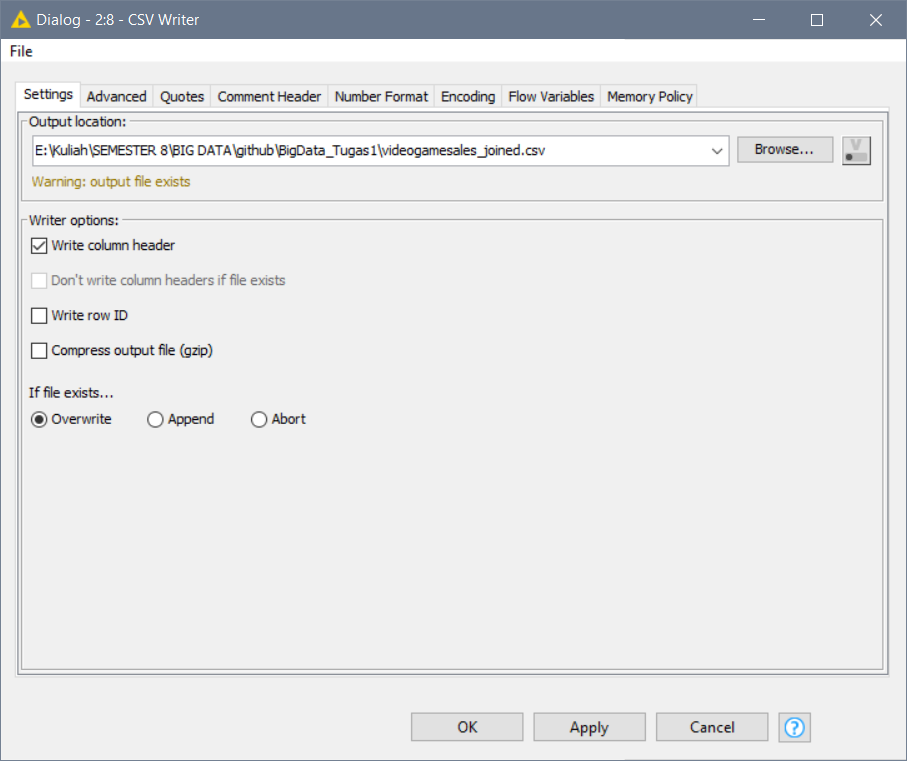 Dialog - 2:8 - CSV Writer
File
Settings Advanced Quotes Comment Header Number Format Encoding Flow Variables Memory Policy
Output location:
E:\Kuliah\SEMESTER 8\BIG DATA\github\BigData_Tugas1\videogamesales_joined.csv Browse... V
Warning: output file exists
Writer options:
Write column header
Don't write column headers if file exists
Write row ID
Compress output file (gzip)
If file exists...
Overwrite Append Abort
OK Apply Cancel ?